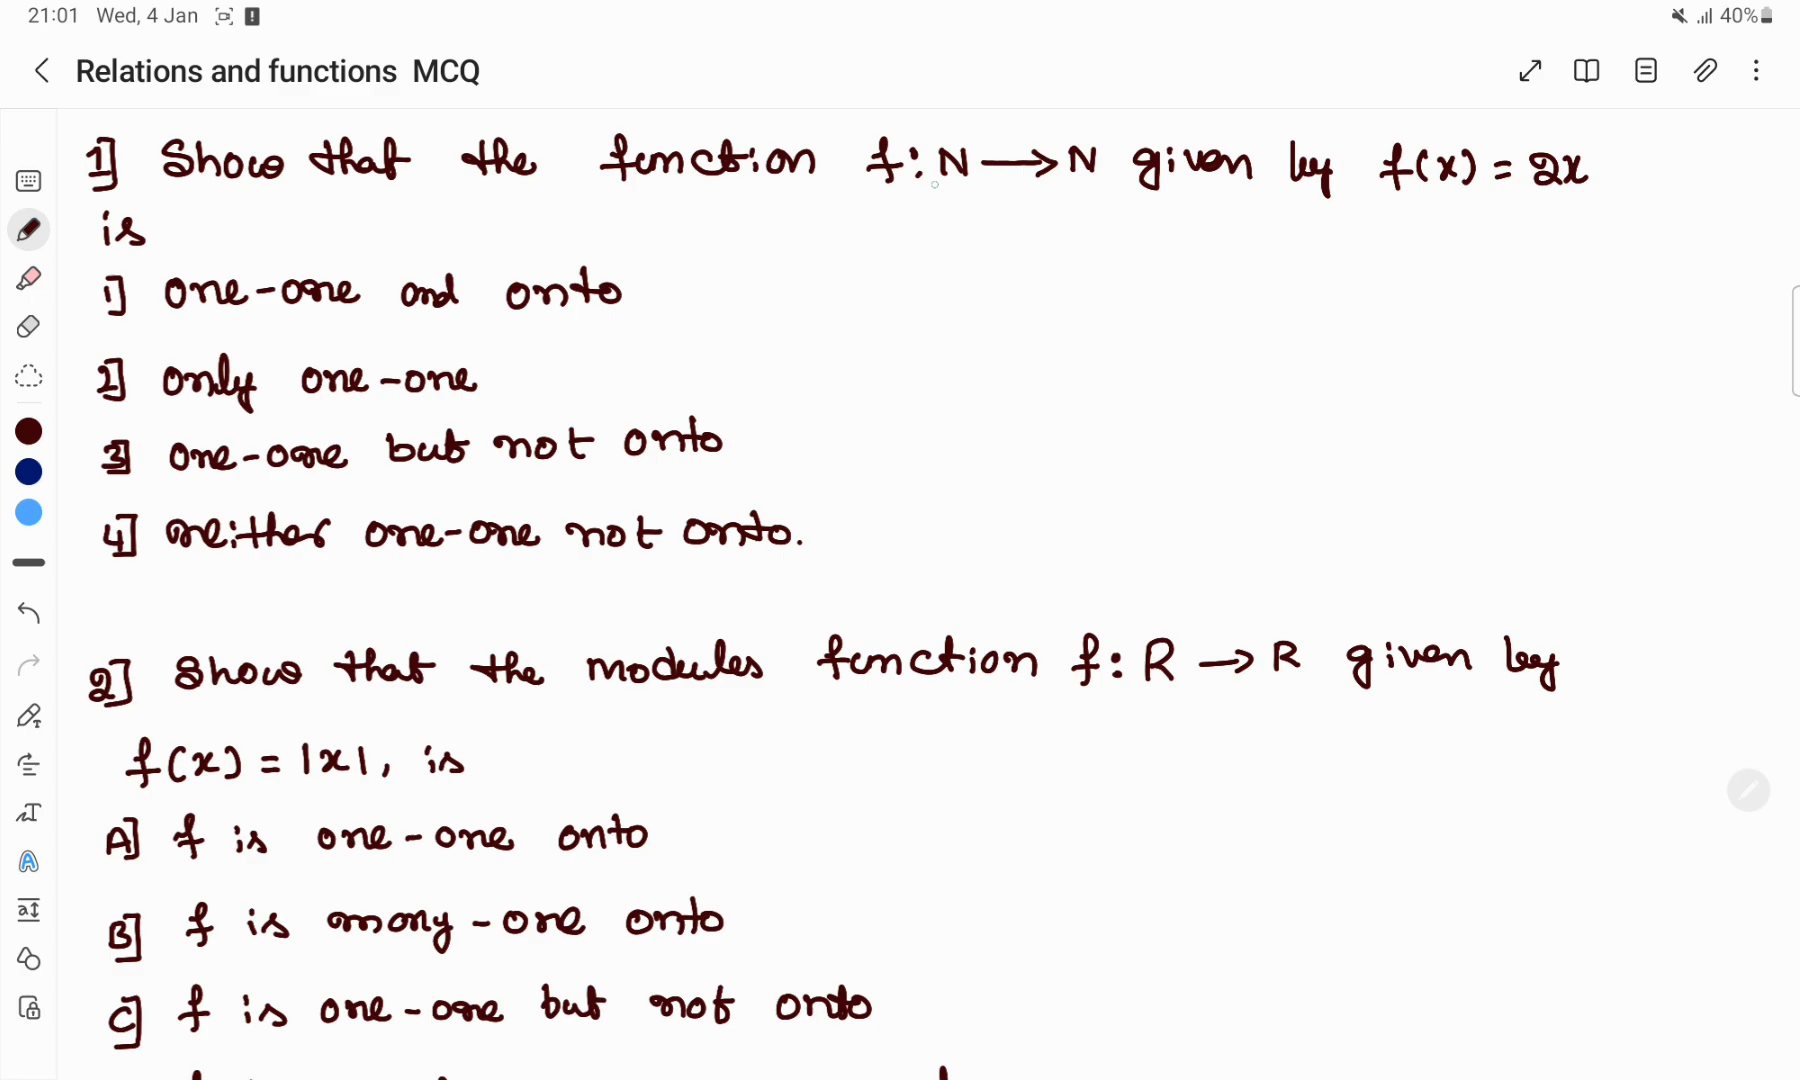 21:01 Wed, 4 Jan
40%
Relations and functions MCQ
1] Show that the function f: N → N given by f(x) = 2x
is
1] one-one and onto
2] only one-one
3] one-one but not onto
4] neither one-one not onto.
2] Show that the modules function f: R → R given by
f(x) = |x|, is
A] f is one-one onto
B] f is many-one onto
C] f is one-one but not onto